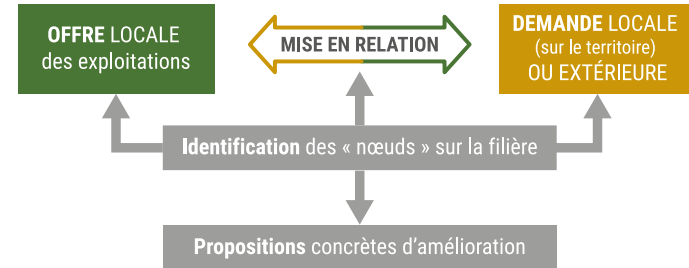 OFFRE LOCALE
des exploitations
MISE EN RELATION
DEMANDE LOCALE
(sur le territoire)
OU EXTÉRIEURE
Identification des « nœuds » sur la filière
Propositions concrètes d’amélioration